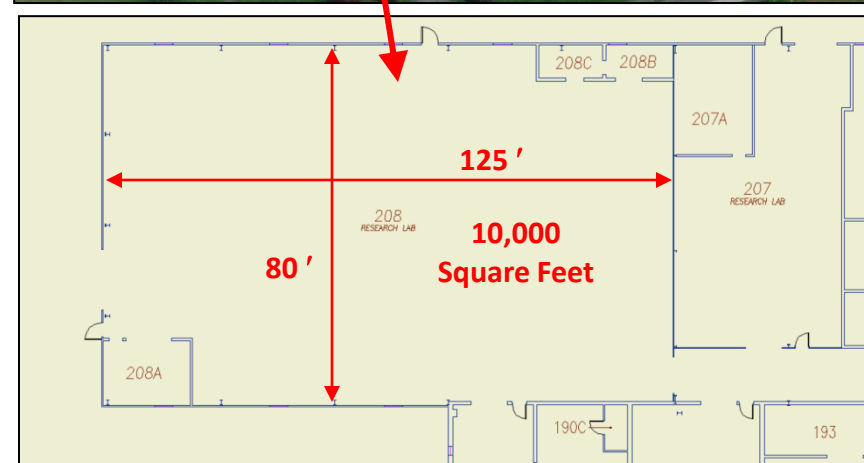 208C
208B
207A
125 ′
207
RESEARCH LAB
208
RESEARCH LAB
10,000
Square Feet
80 ′
208A
190C
193